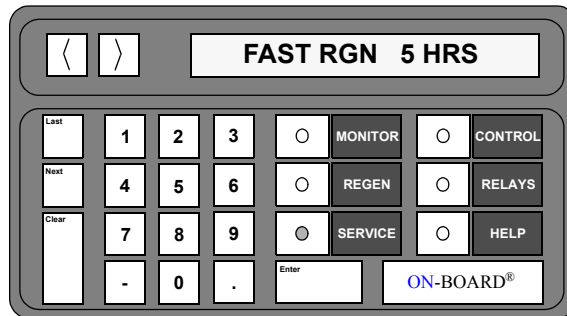 〈 〉 FAST RGN 5 HRS
Last 1 2 3 MONITOR CONTROL
Next 4 5 6 REGEN RELAYS
Clear 7 8 9 SERVICE HELP
- 0 . Enter ON-BOARD®